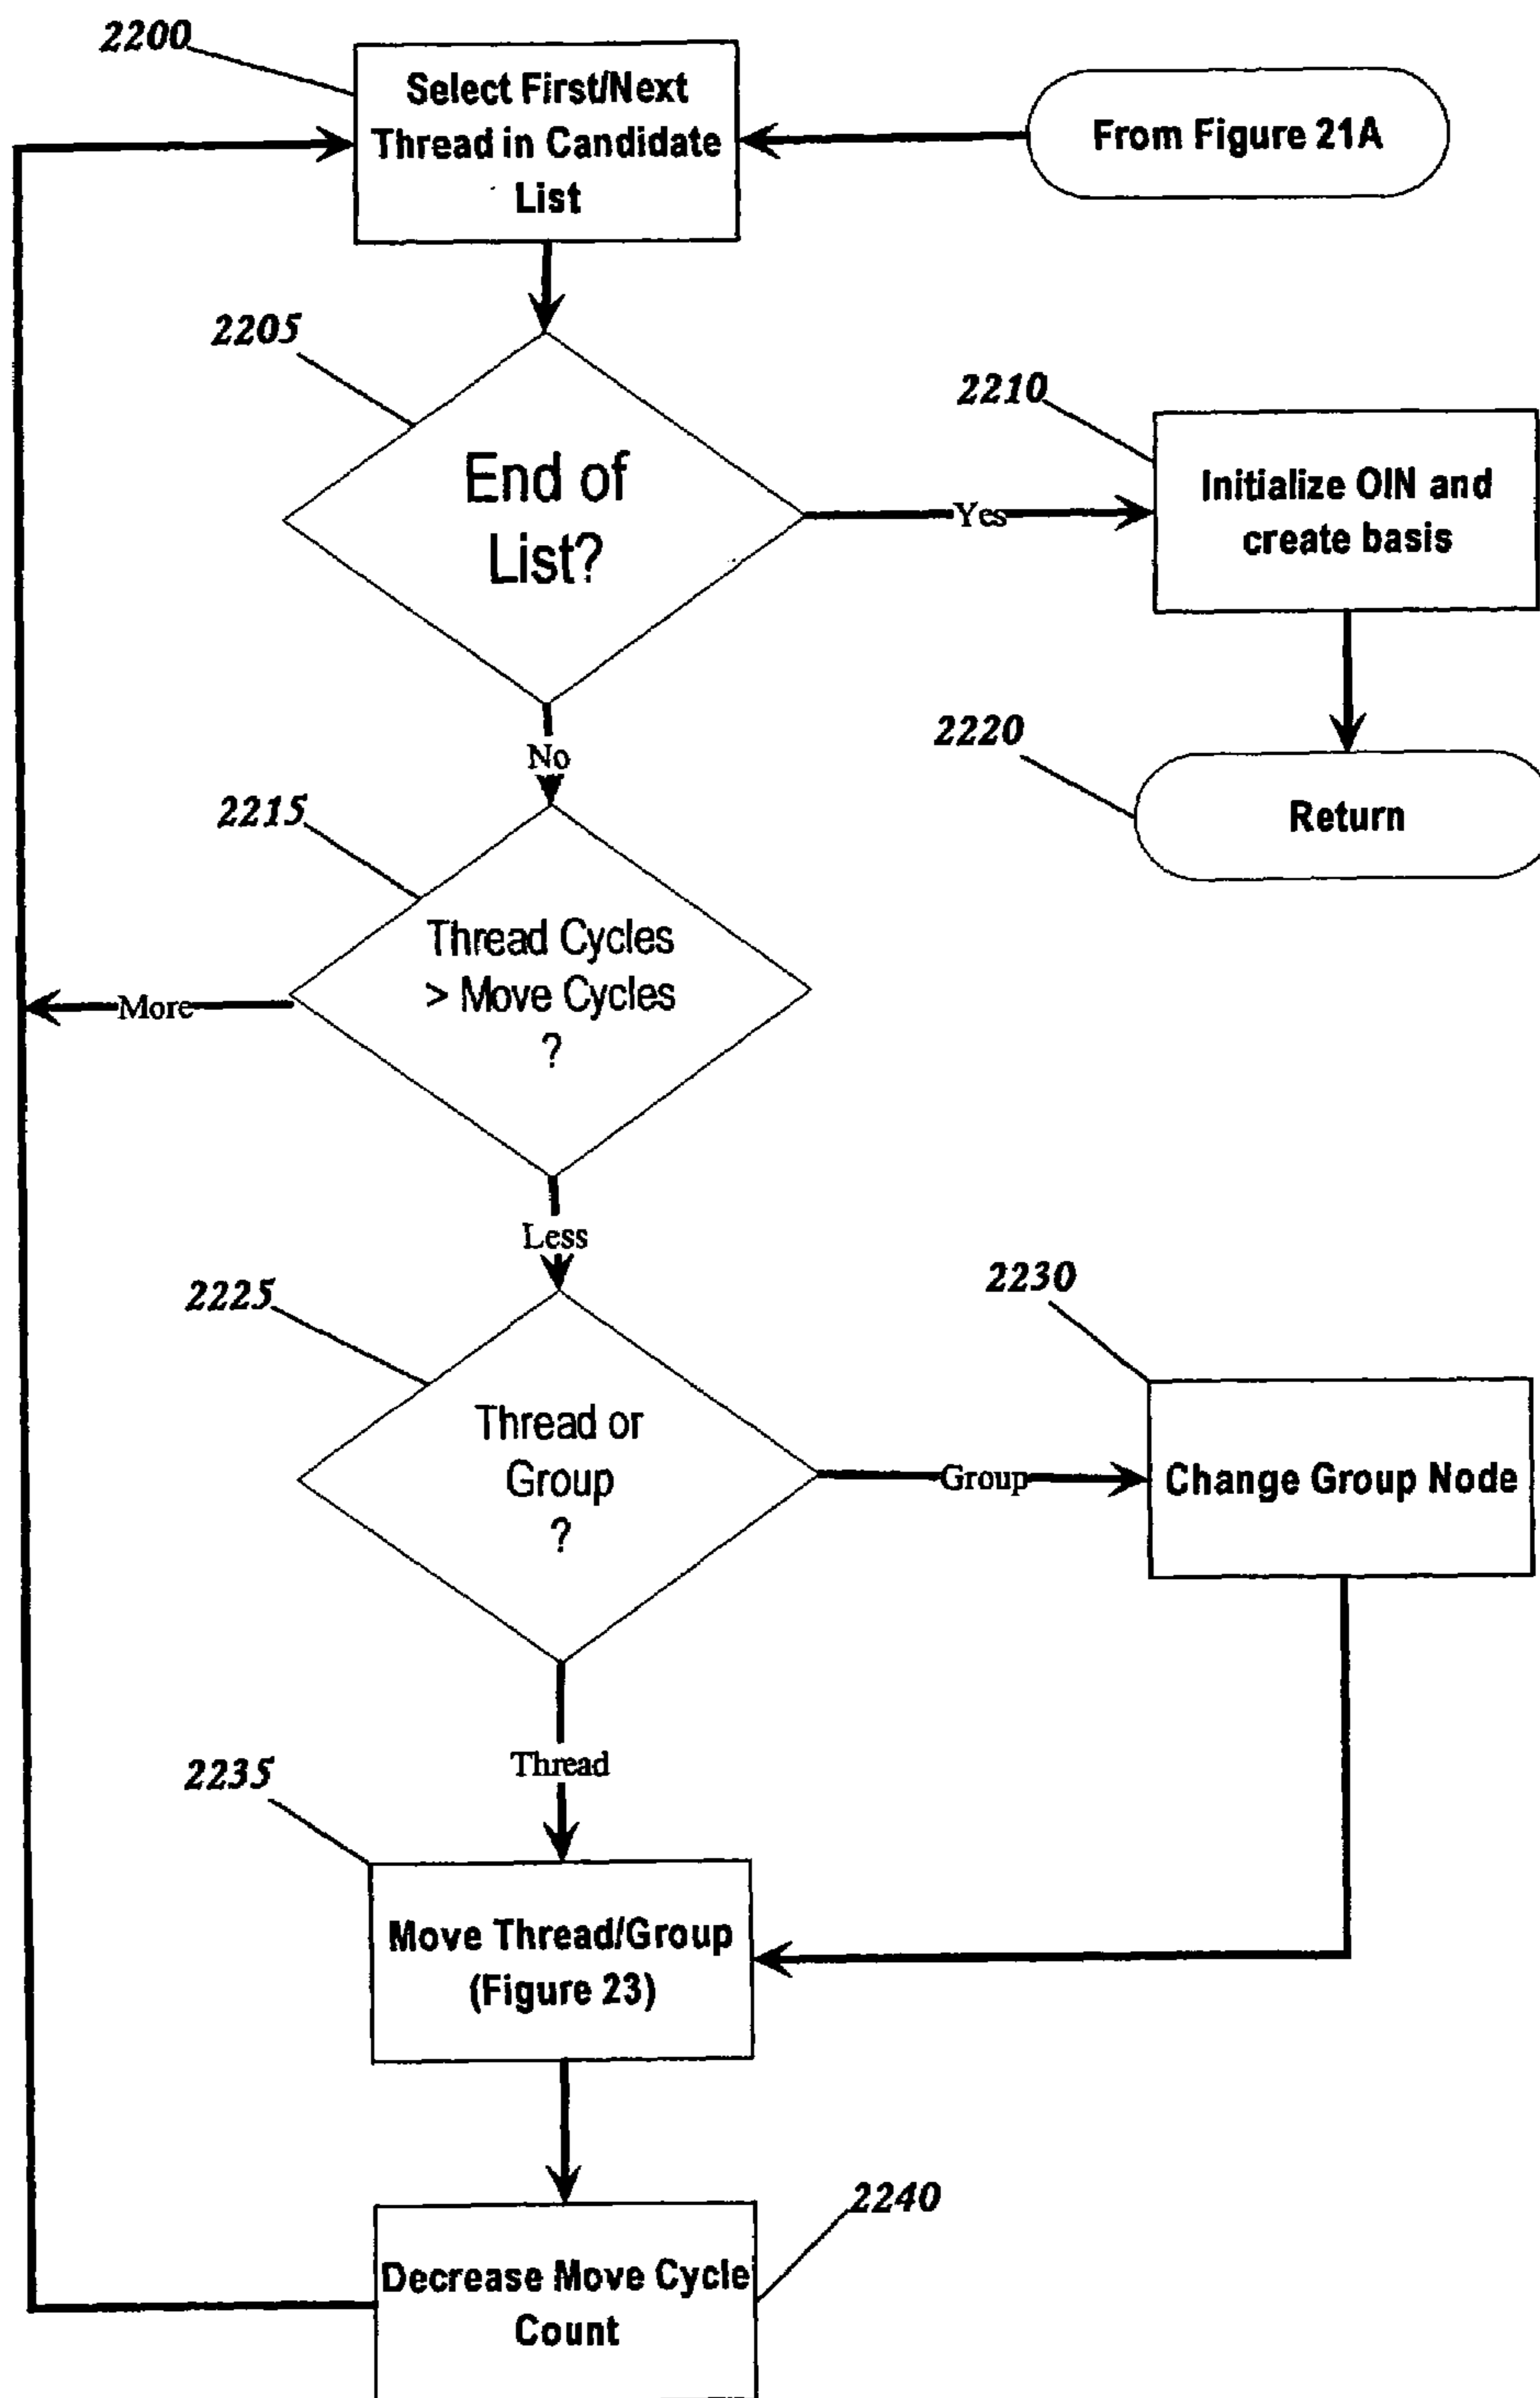 2200
Select First/Next
Thread in Candidate
List
From Figure 21A
2205
End of
List?
Yes
2210
Initialize OIN and
create basis
No
2220
Return
2215
Thread Cycles
> Move Cycles
?
More
Less
2225
Thread or
Group
?
Group
2230
Change Group Node
Thread
2235
Move Thread/Group
(Figure 23)
2240
Decrease Move Cycle
Count